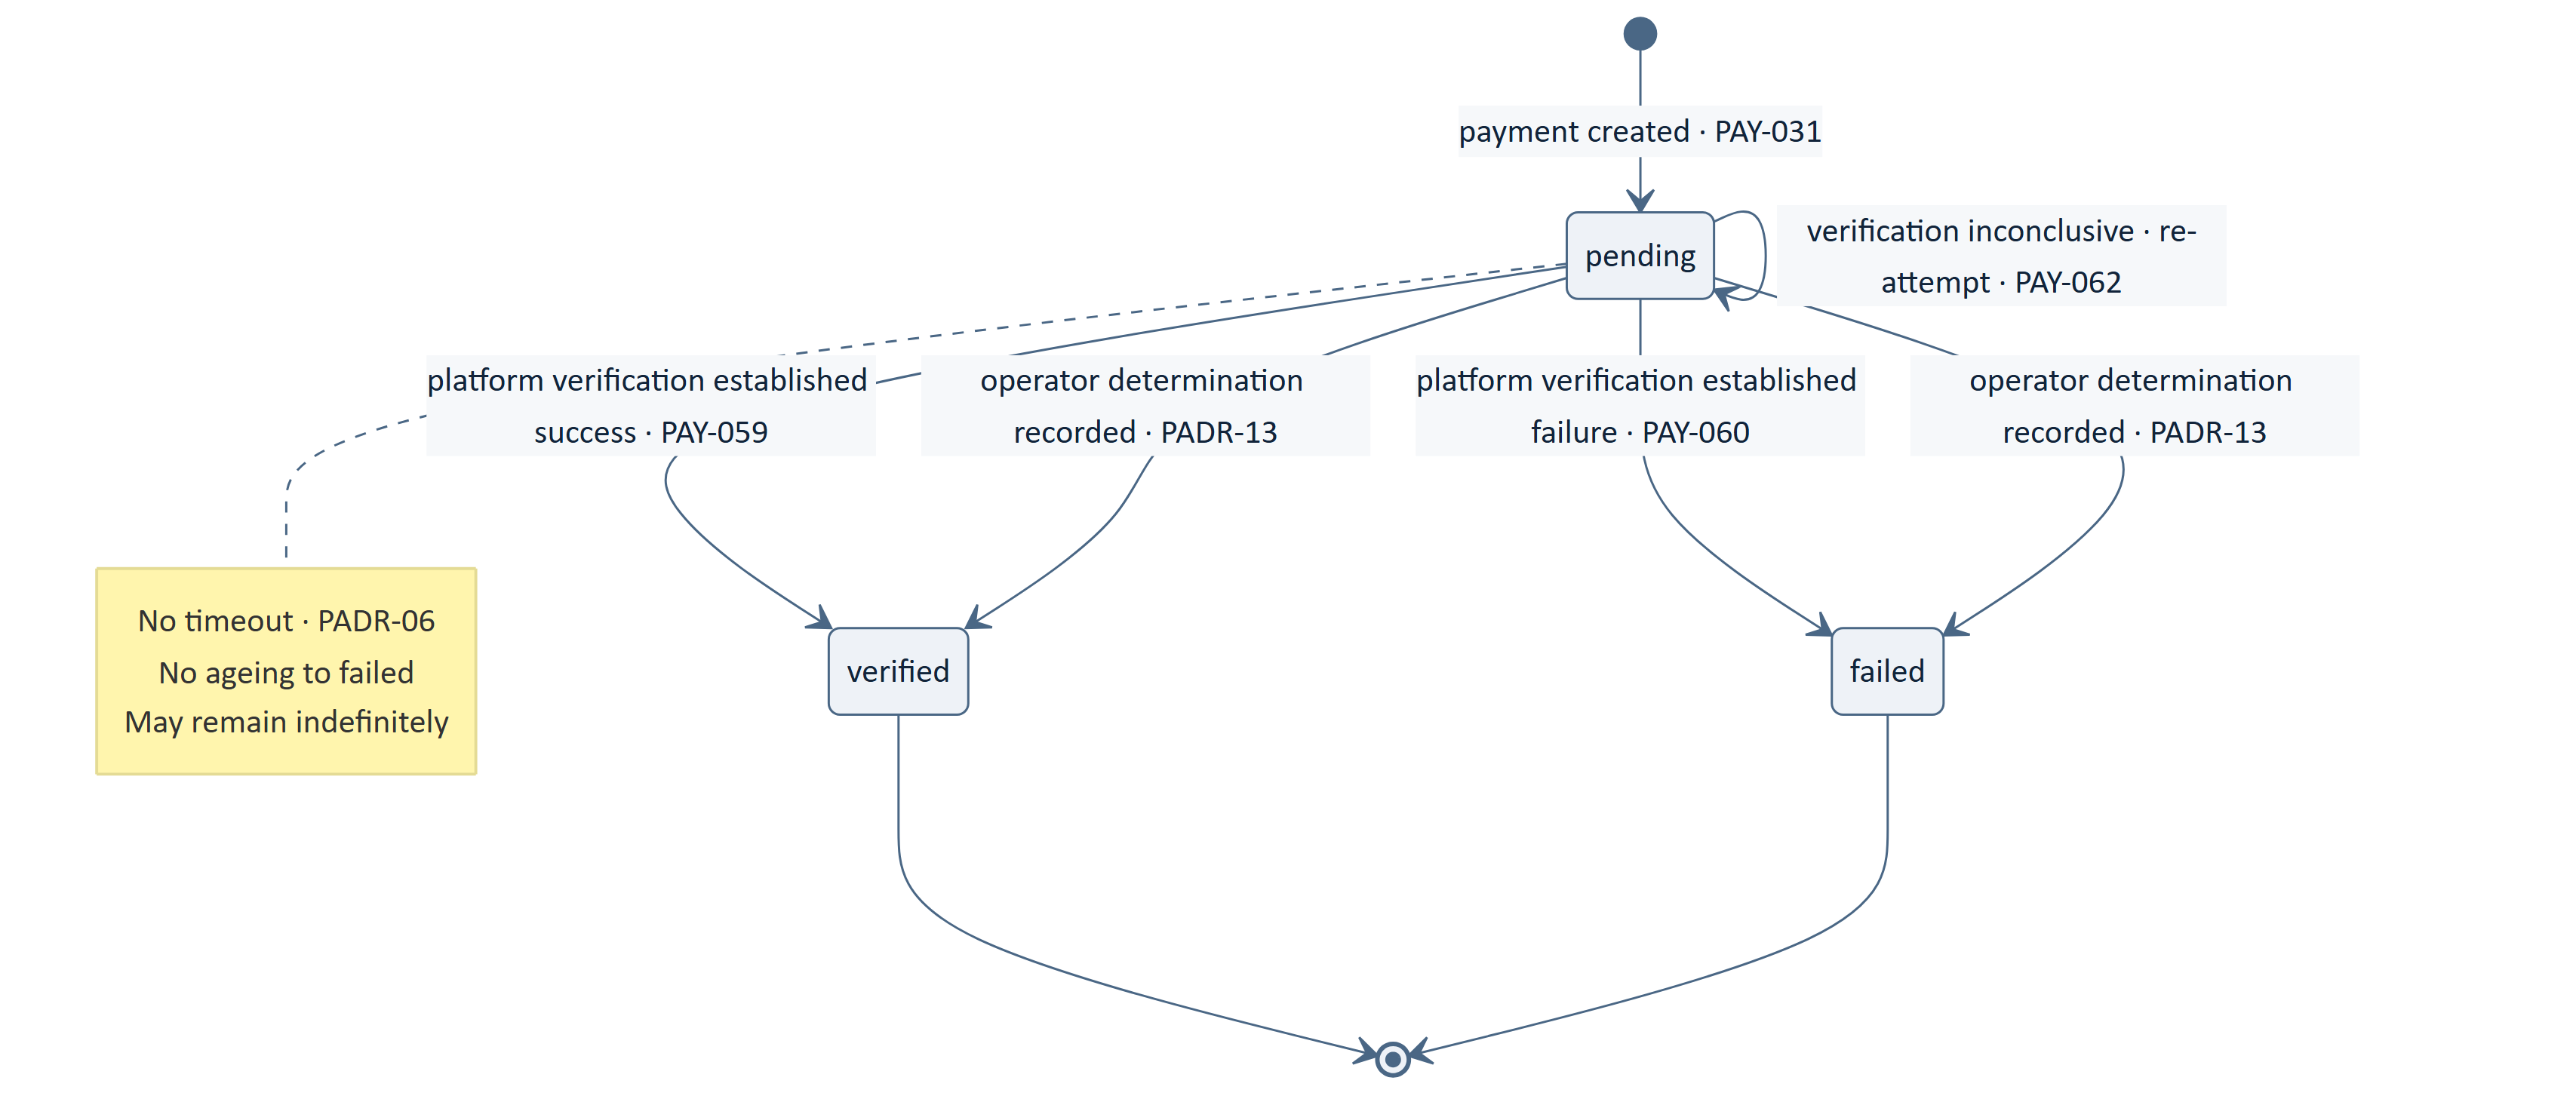 payment created · PAY-031
pending
verification inconclusive · re-
attempt · PAY-062
platform verification established
success · PAY-059
operator determination
recorded · PADR-13
platform verification established
failure · PAY-060
operator determination
recorded · PADR-13
No timeout · PADR-06
No ageing to failed
May remain indefinitely
verified
failed